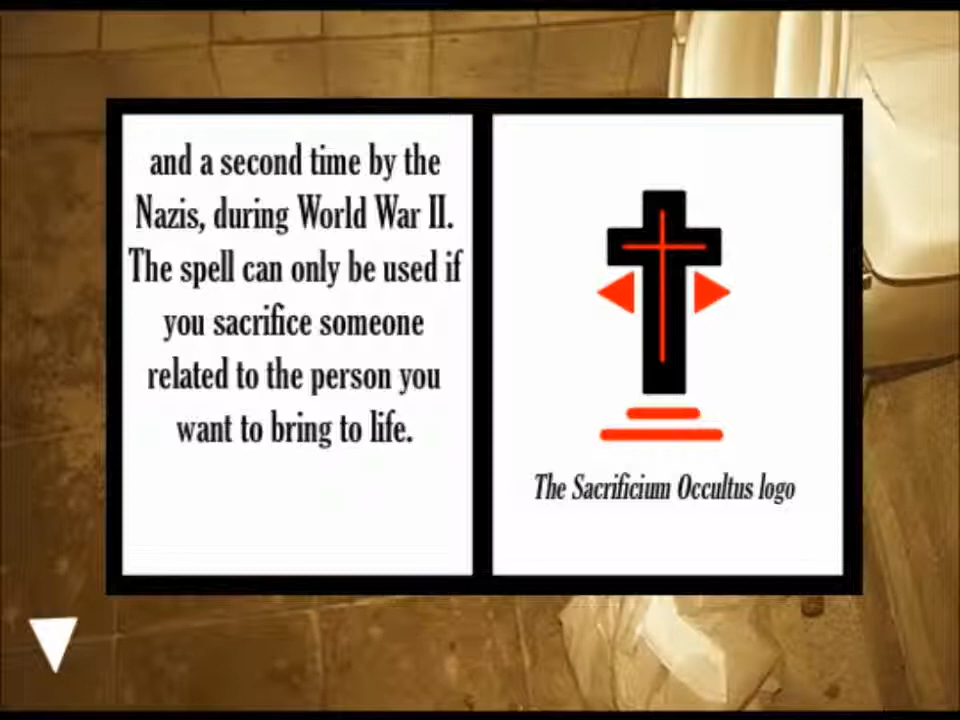 and a second time by the
Nazis, during World War II.
The spell can only be used if
you sacrifice someone
related to the person you
want to bring to life.
The Sacrificium Occultus logo